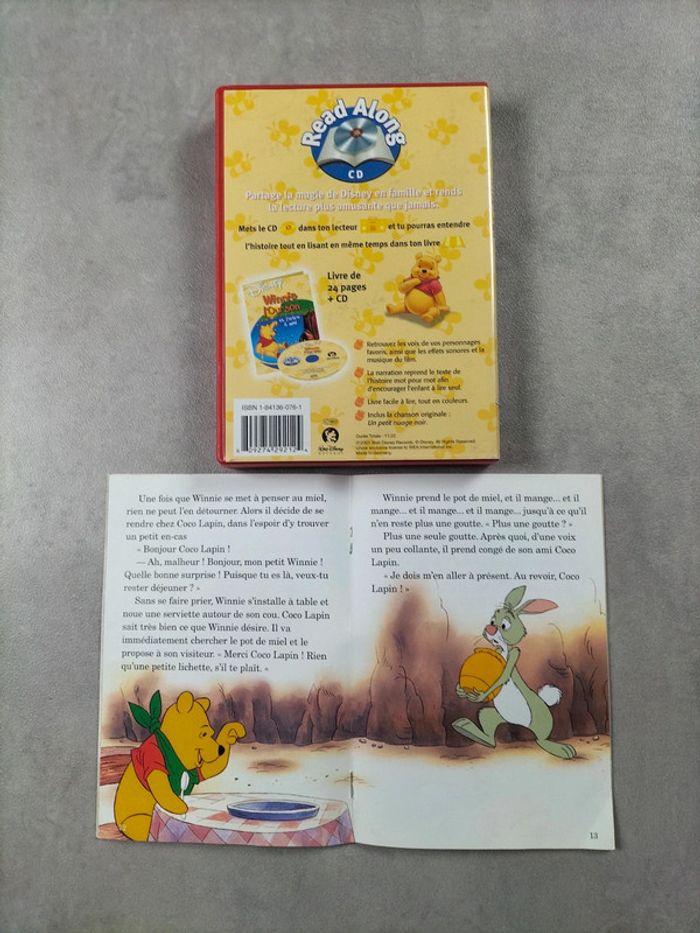 Read Along
CD
Partage la magie de Disney en famille et rends
la lecture plus amusante que jamais.
Mets le CD dans ton lecteur et tu pourras entendre
l'histoire tout en lisant en même temps dans ton livre
Livre de
24 pages
+ CD
Disney
Winnie
l'Ourson
Retrouvez les voix de vos personnages
favoris, ainsi que les effets sonores et la
musique du film.
La narration reprend le texte de
l'histoire mot pour mot afin
d'encourager l'enfant à lire seul.
Livre facile à lire, tout en couleurs.
Inclus la chanson originale :
Un petit nuage noir.
ISBN 1-84136-076-1
Walt Disney
RECORDS
Une fois que Winnie se met à penser au miel,
rien ne peut l'en détourner. Alors il décide de se
rendre chez Coco Lapin, dans l'espoir d'y trouver
un petit en-cas
« Bonjour Coco Lapin !
— Ah, malheur ! Bonjour, mon petit Winnie !
Quelle bonne surprise ! Puisque tu es là, veux-tu
rester déjeuner ? »
Sans se faire prier, Winnie s'installe à table et
noue une serviette autour de son cou. Coco Lapin
sait très bien ce que Winnie désire. Il va
immédiatement chercher le pot de miel et le
propose à son visiteur. « Merci Coco Lapin ! Rien
qu'une petite lichette, s'il te plaît. »
Winnie prend le pot de miel, et il mange... et il
mange... et il mange... et il mange... jusqu'à ce qu'il
n'en reste plus une goutte. « Plus une goutte ? »
Plus une seule goutte. Après quoi, d'une voix
un peu collante, il prend congé de son ami Coco
Lapin.
« Je dois m'en aller à présent. Au revoir, Coco
Lapin ! »
13